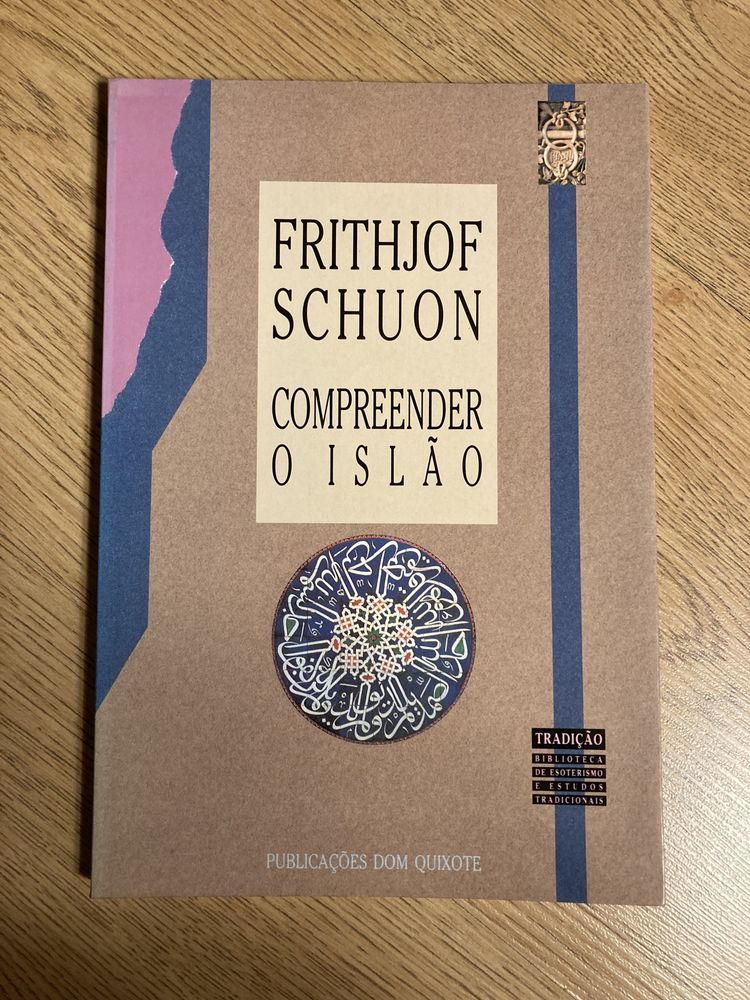 FRITHJOF
SCHUON
COMPREENDER
O ISLÃO
TRADIÇÃO
BIBLIOTECA
DE ESOTERISMO
E ESTUDOS
TRADICIONAIS
PUBLICAÇÕES DOM QUIXOTE